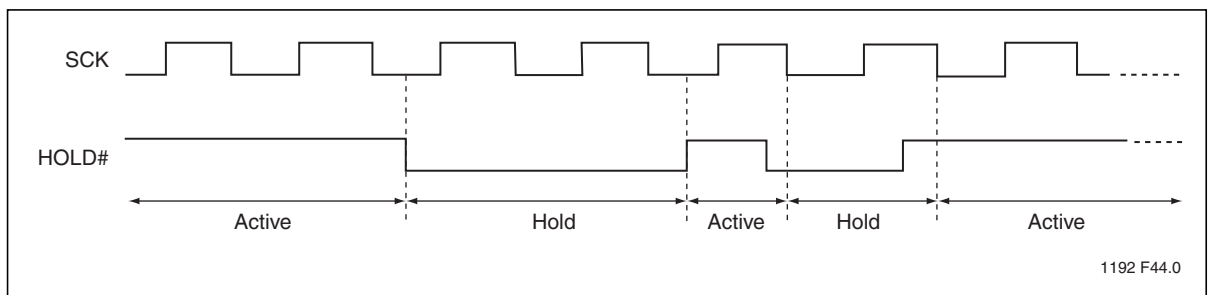 SCK
HOLD#
Active
Hold
Active
Hold
Active
1192 F44.0